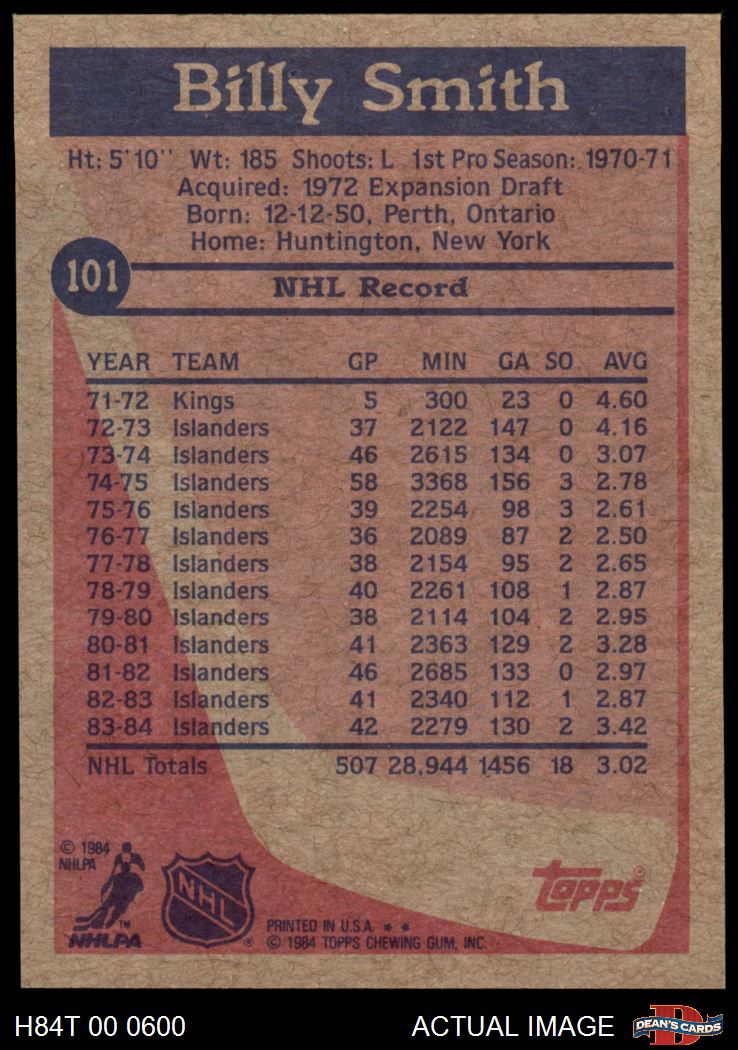 Billy Smith
Ht: 5'10" Wt: 185 Shoots: L 1st Pro Season: 1970-71
Acquired: 1972 Expansion Draft
Born: 12-12-50, Perth, Ontario
Home: Huntington, New York
101
NHL Record
YEAR TEAM GP MIN GA SO AVG
71-72 Kings 5 300 23 0 4.60
72-73 Islanders 37 2122 147 0 4.16
73-74 Islanders 46 2615 134 0 3.07
74-75 Islanders 58 3368 156 3 2.78
75-76 Islanders 39 2254 98 3 2.61
76-77 Islanders 36 2089 87 2 2.50
77-78 Islanders 38 2154 95 2 2.65
78-79 Islanders 40 2261 108 1 2.87
79-80 Islanders 38 2114 104 2 2.95
80-81 Islanders 41 2363 129 2 3.28
81-82 Islanders 46 2685 133 0 2.97
82-83 Islanders 41 2340 112 1 2.87
83-84 Islanders 42 2279 130 2 3.42
NHL Totals 507 28,944 1456 18 3.02
© 1984
NHLPA
™
NHLPA
NHL
®
topps®
PRINTED IN U.S.A. * *
© 1984 TOPPS CHEWING GUM, INC.
H84T 00 0600
ACTUAL IMAGE
D
DEAN'S CARDS